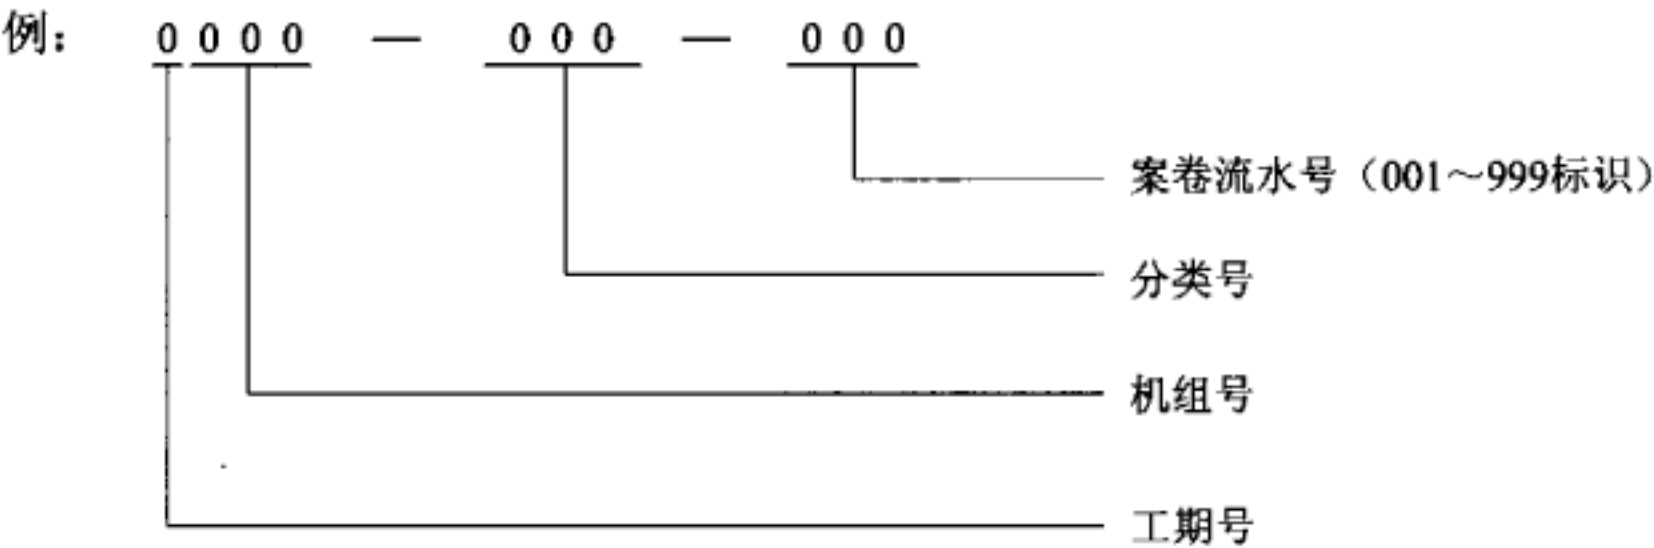 例： 0 0 0 0 — 0 0 0 — 0 0 0
案卷流水号（001～999标识）
分类号
机组号
工期号